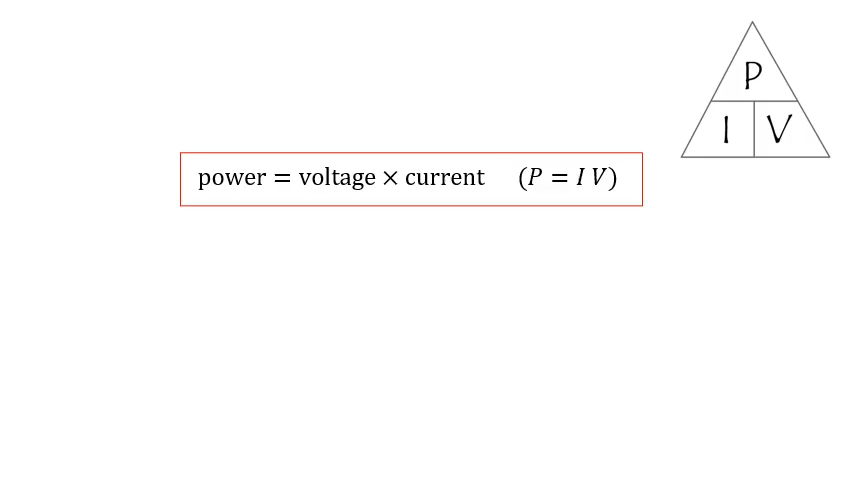 P
I V
power = voltage × current (P = I V)